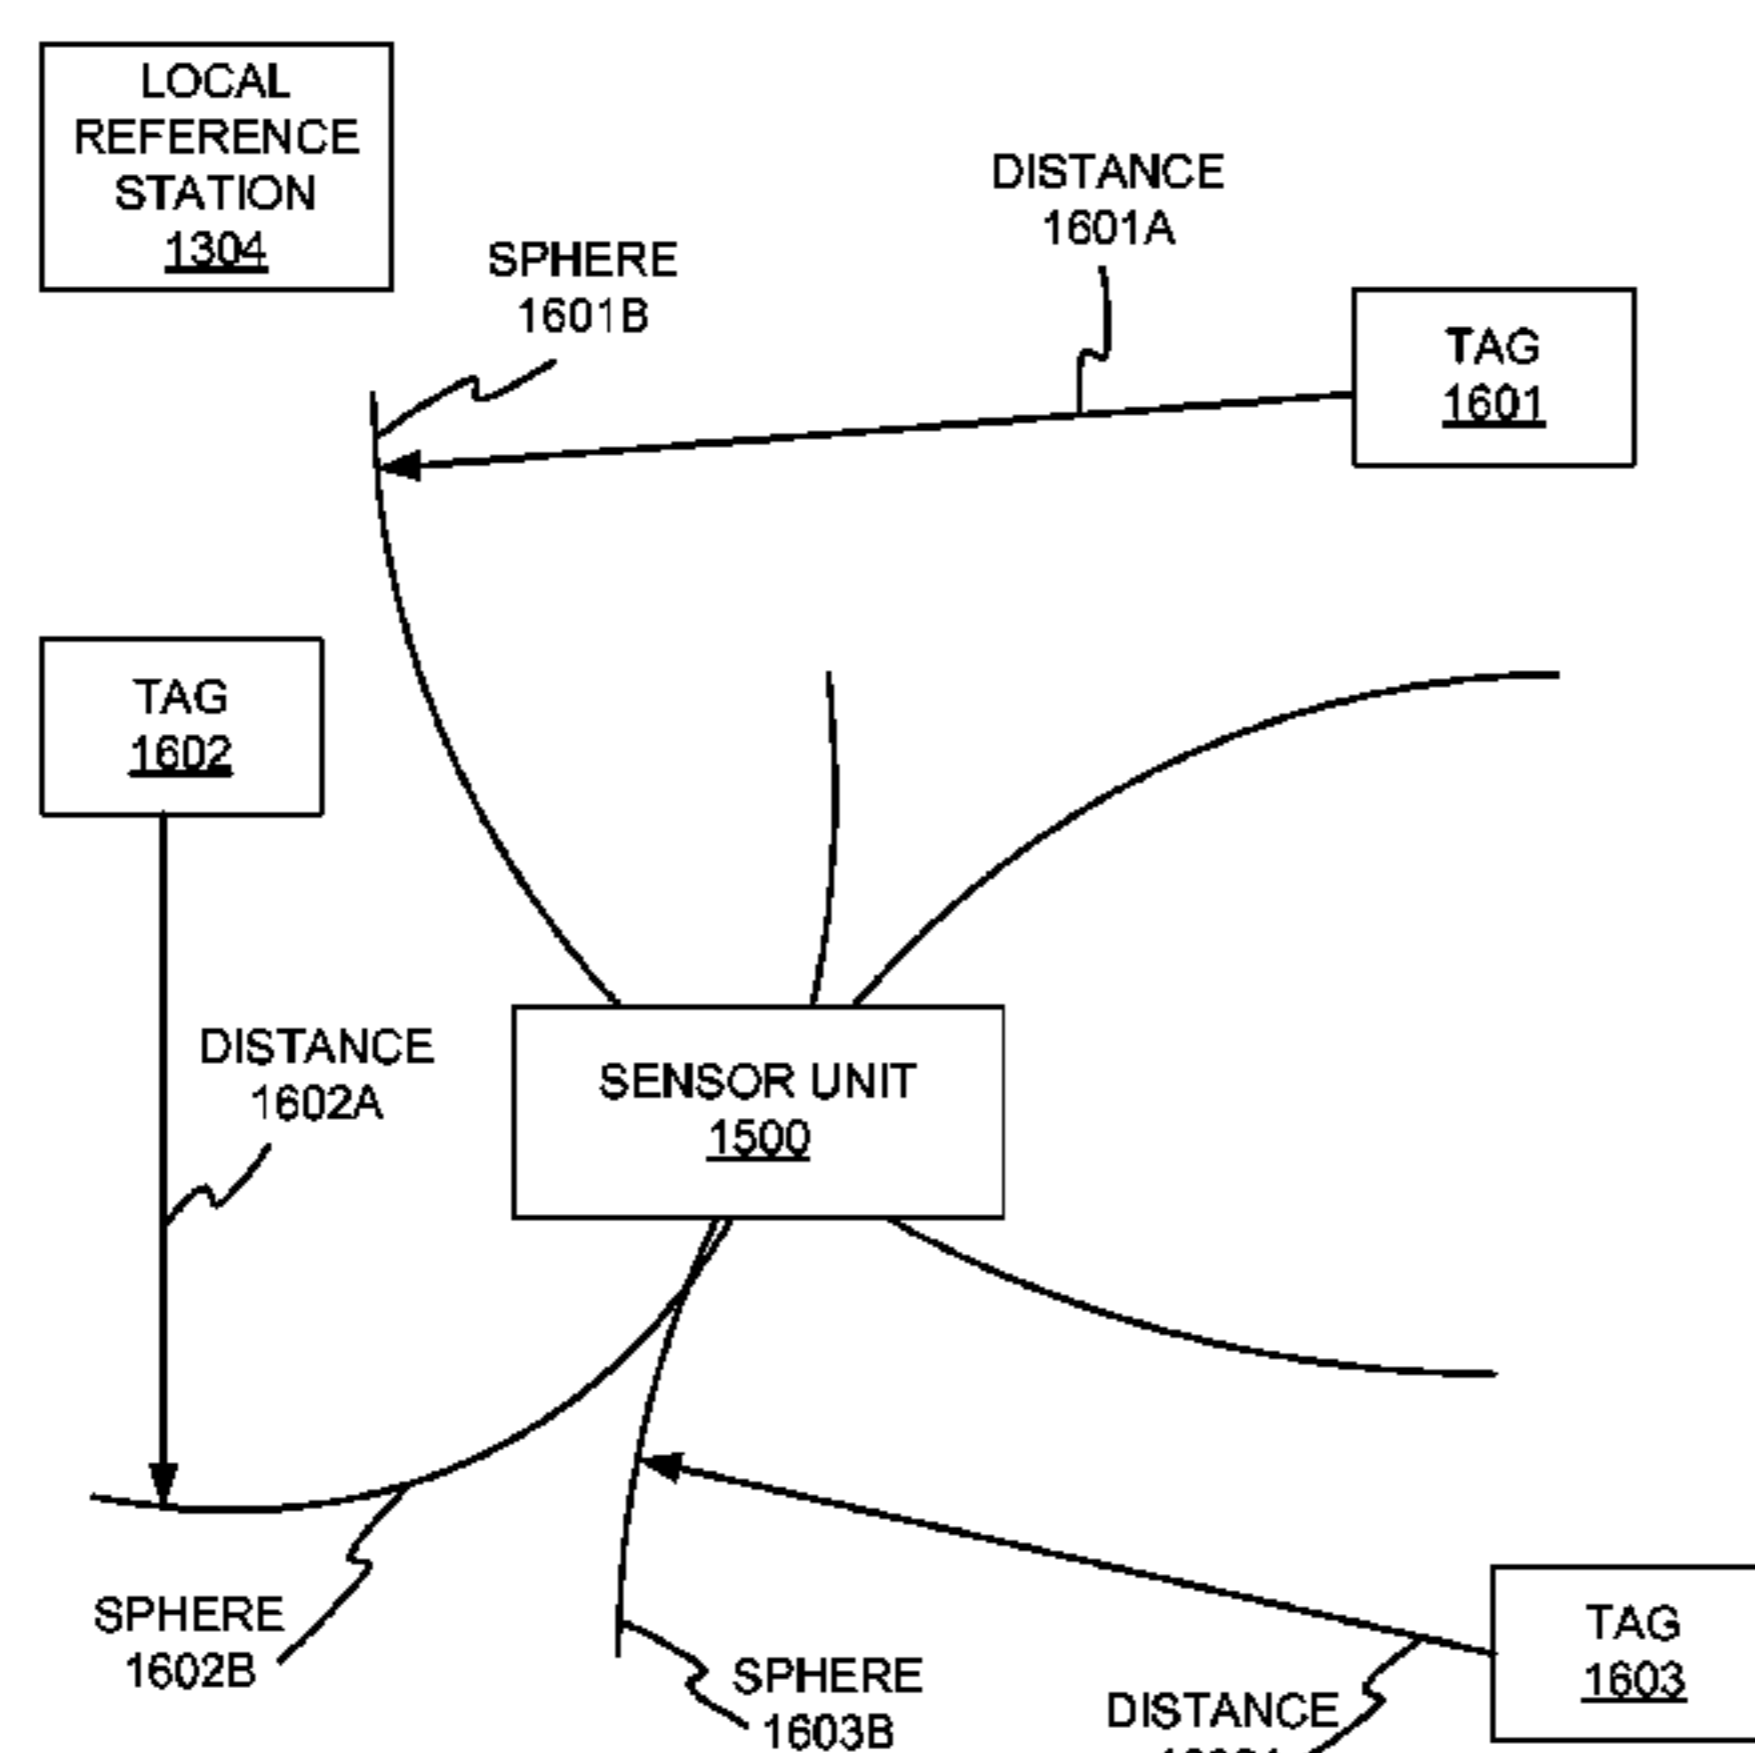 LOCAL
REFERENCE
STATION
1304
DISTANCE
1601A
SPHERE
1601B
TAG
1601
TAG
1602
DISTANCE
1602A
SENSOR UNIT
1500
SPHERE
1602B
SPHERE
1603B
TAG
1603
DISTANCE